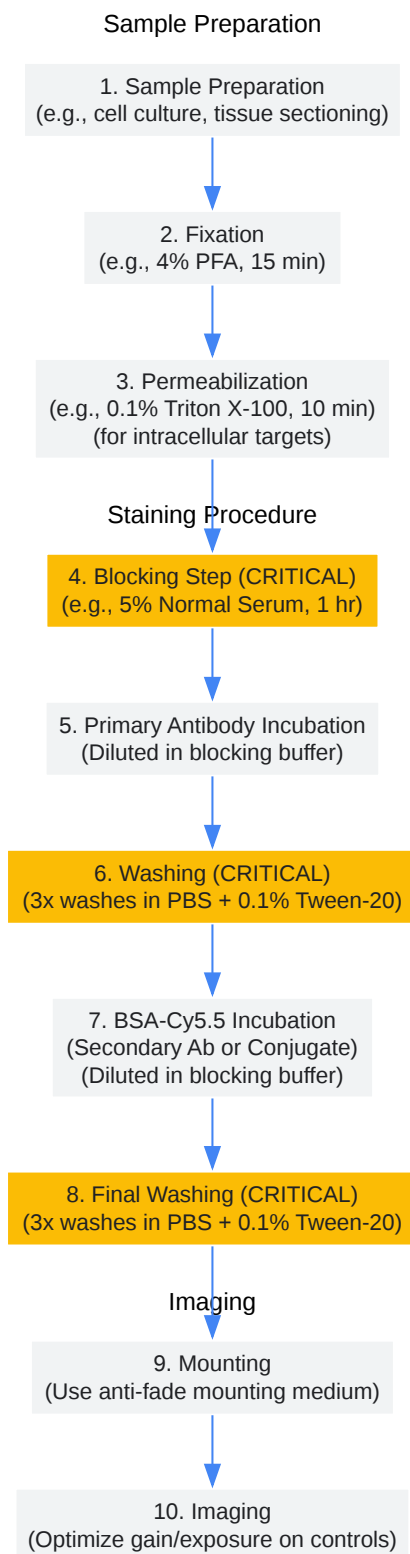 Sample Preparation
1. Sample Preparation
(e.g., cell culture, tissue sectioning)
2. Fixation
(e.g., 4% PFA, 15 min)
3. Permeabilization
(e.g., 0.1% Triton X-100, 10 min)
(for intracellular targets)
Staining Procedure
4. Blocking Step (CRITICAL)
(e.g., 5% Normal Serum, 1 hr)
5. Primary Antibody Incubation
(Diluted in blocking buffer)
6. Washing (CRITICAL)
(3x washes in PBS + 0.1% Tween-20)
7. BSA-Cy5.5 Incubation
(Secondary Ab or Conjugate)
(Diluted in blocking buffer)
8. Final Washing (CRITICAL)
(3x washes in PBS + 0.1% Tween-20)
Imaging
9. Mounting
(Use anti-fade mounting medium)
10. Imaging
(Optimize gain/exposure on controls)